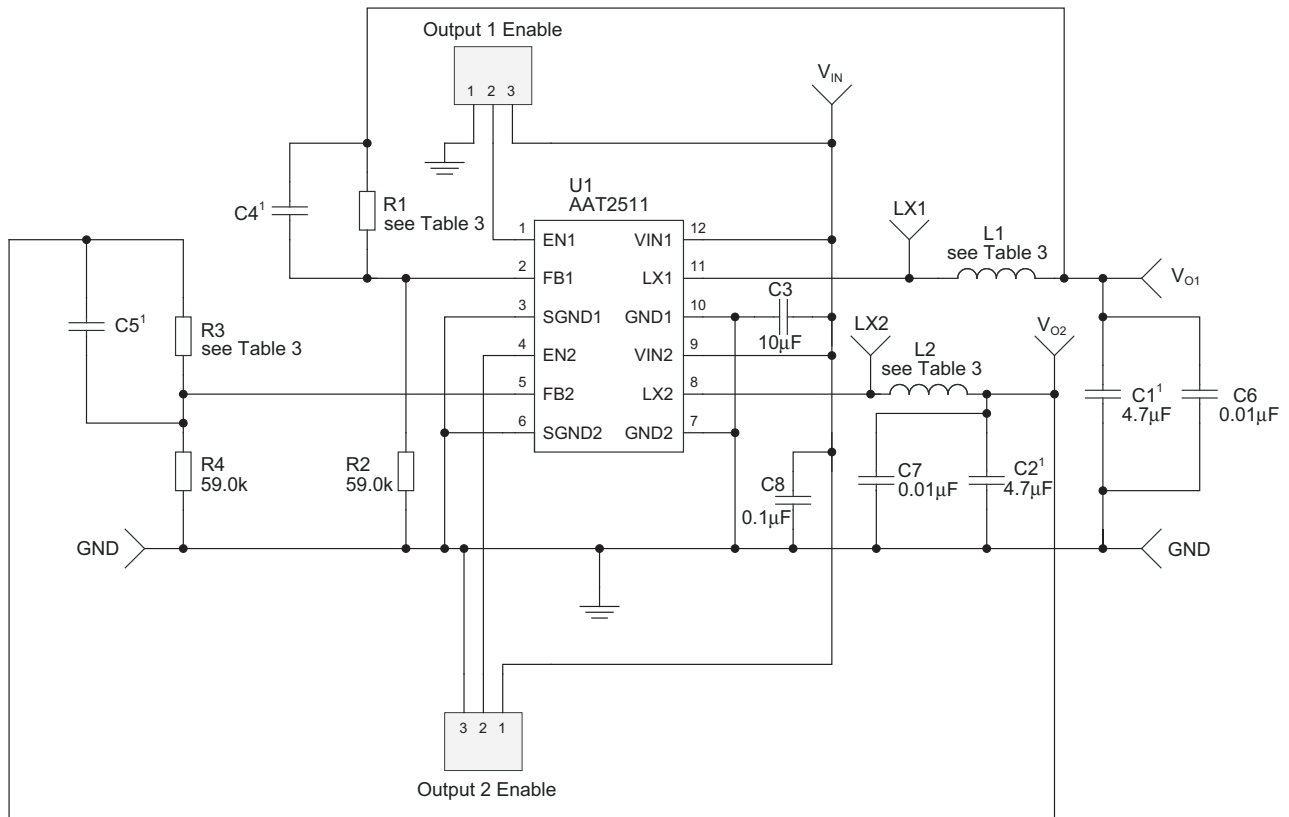 Output 1 Enable
1 2 3
V_IN
U1
AAT2511
C4¹
R1
see Table 3
LX1
L1
see Table 3
1 EN1 VIN1 12
2 FB1 LX1 11
3 SGND1 GND1 10
4 EN2 VIN2 9
5 FB2 LX2 8
6 SGND2 GND2 7
V_O1
C3
10μF
C5¹
R3
see Table 3
LX2
L2
see Table 3
V_O2
C1¹
4.7μF
C6
0.01μF
R4
59.0k
R2
59.0k
C8
0.1μF
C7
0.01μF
C2¹
4.7μF
GND
GND
3 2 1
Output 2 Enable